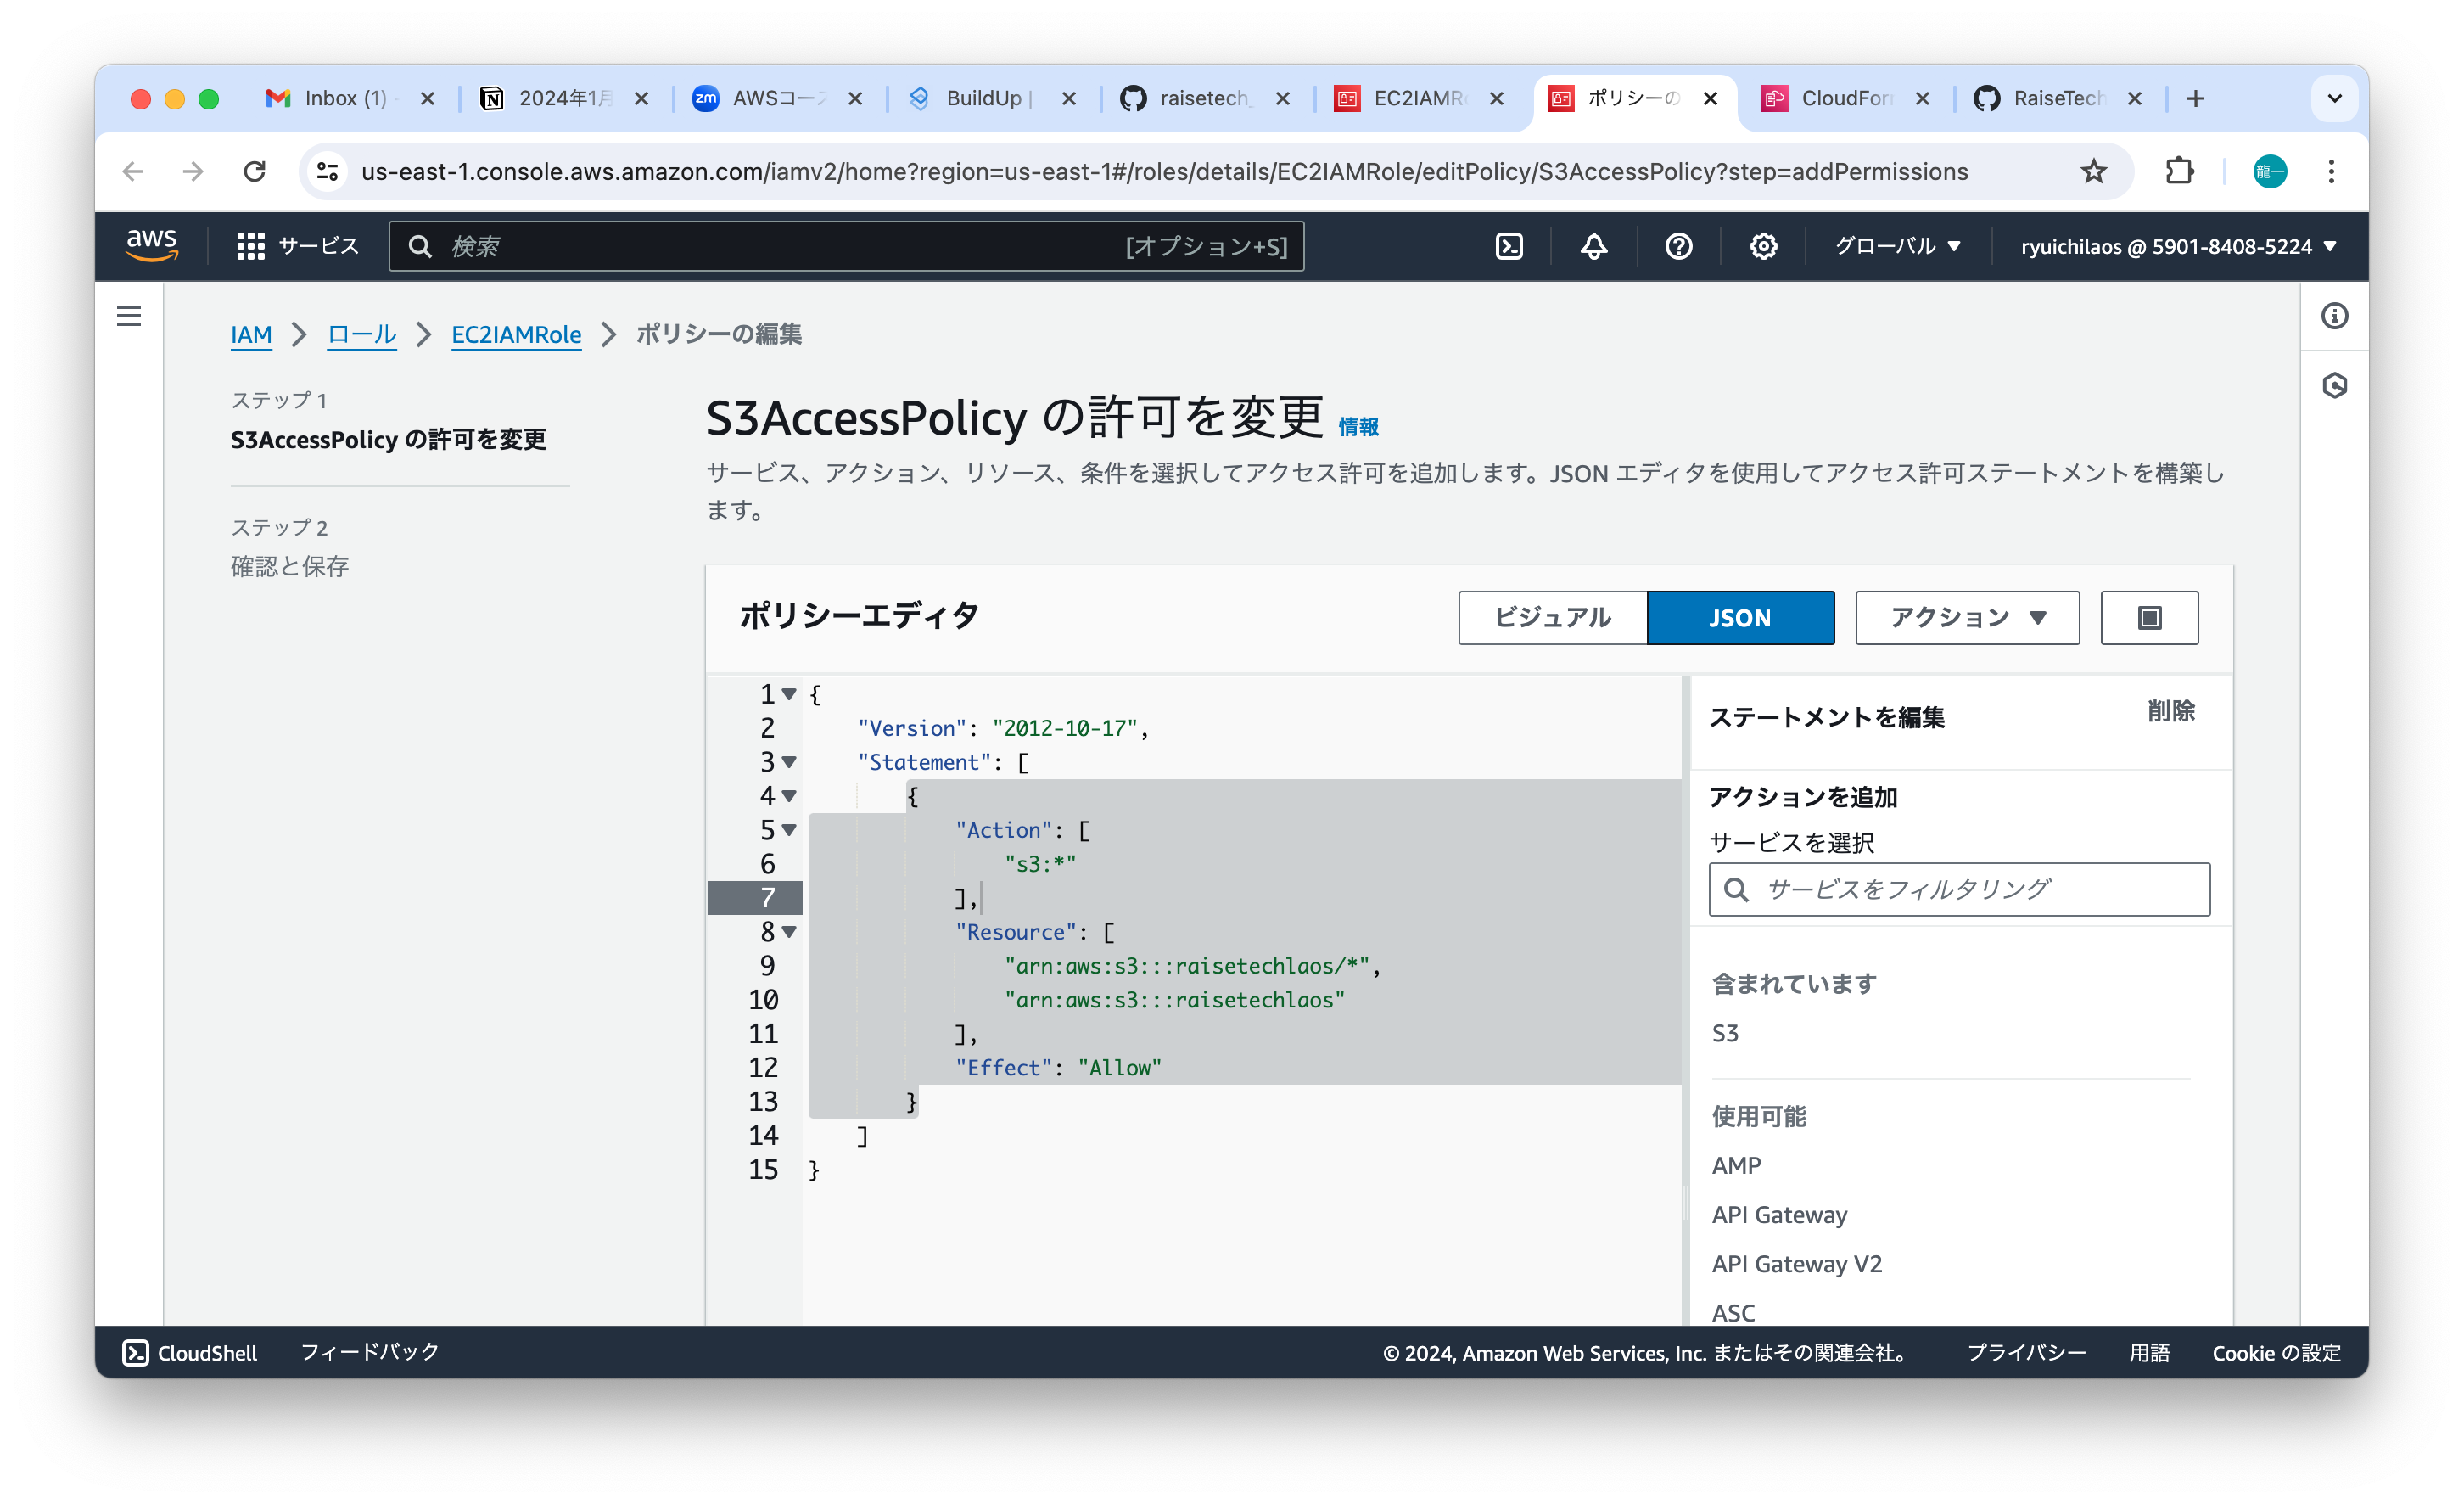 Inbox (1) -
2024年1月
AWSコース
BuildUp |
raisetech_
EC2IAMR
ポリシーの
CloudFor
RaiseTech
us-east-1.console.aws.amazon.com/iamv2/home?region=us-east-1#/roles/details/EC2IAMRole/editPolicy/S3AccessPolicy?step=addPermissions
龍一
aws
サービス
検索
[オプション+S]
グローバル ▼
ryuichilaos @ 5901-8408-5224 ▼
IAM > ロール > EC2IAMRole > ポリシーの編集
ステップ 1
S3AccessPolicy の許可を変更
ステップ 2
確認と保存
S3AccessPolicy の許可を変更 情報
サービス、アクション、リソース、条件を選択してアクセス許可を追加します。JSON エディタを使用してアクセス許可ステートメントを構築し
ます。
ポリシーエディタ
ビジュアル
JSON
アクション ▼
1 {
2 "Version": "2012-10-17",
3 "Statement": [
4 {
5 "Action": [
6 "s3:*"
7 ],
8 "Resource": [
9 "arn:aws:s3:::raisetechlaos/*",
10 "arn:aws:s3:::raisetechlaos"
11 ],
12 "Effect": "Allow"
13 }
14 ]
15 }
ステートメントを編集
削除
アクションを追加
サービスを選択
サービスをフィルタリング
含まれています
S3
使用可能
AMP
API Gateway
API Gateway V2
ASC
CloudShell
フィードバック
© 2024, Amazon Web Services, Inc. またはその関連会社。
プライバシー
用語
Cookie の設定